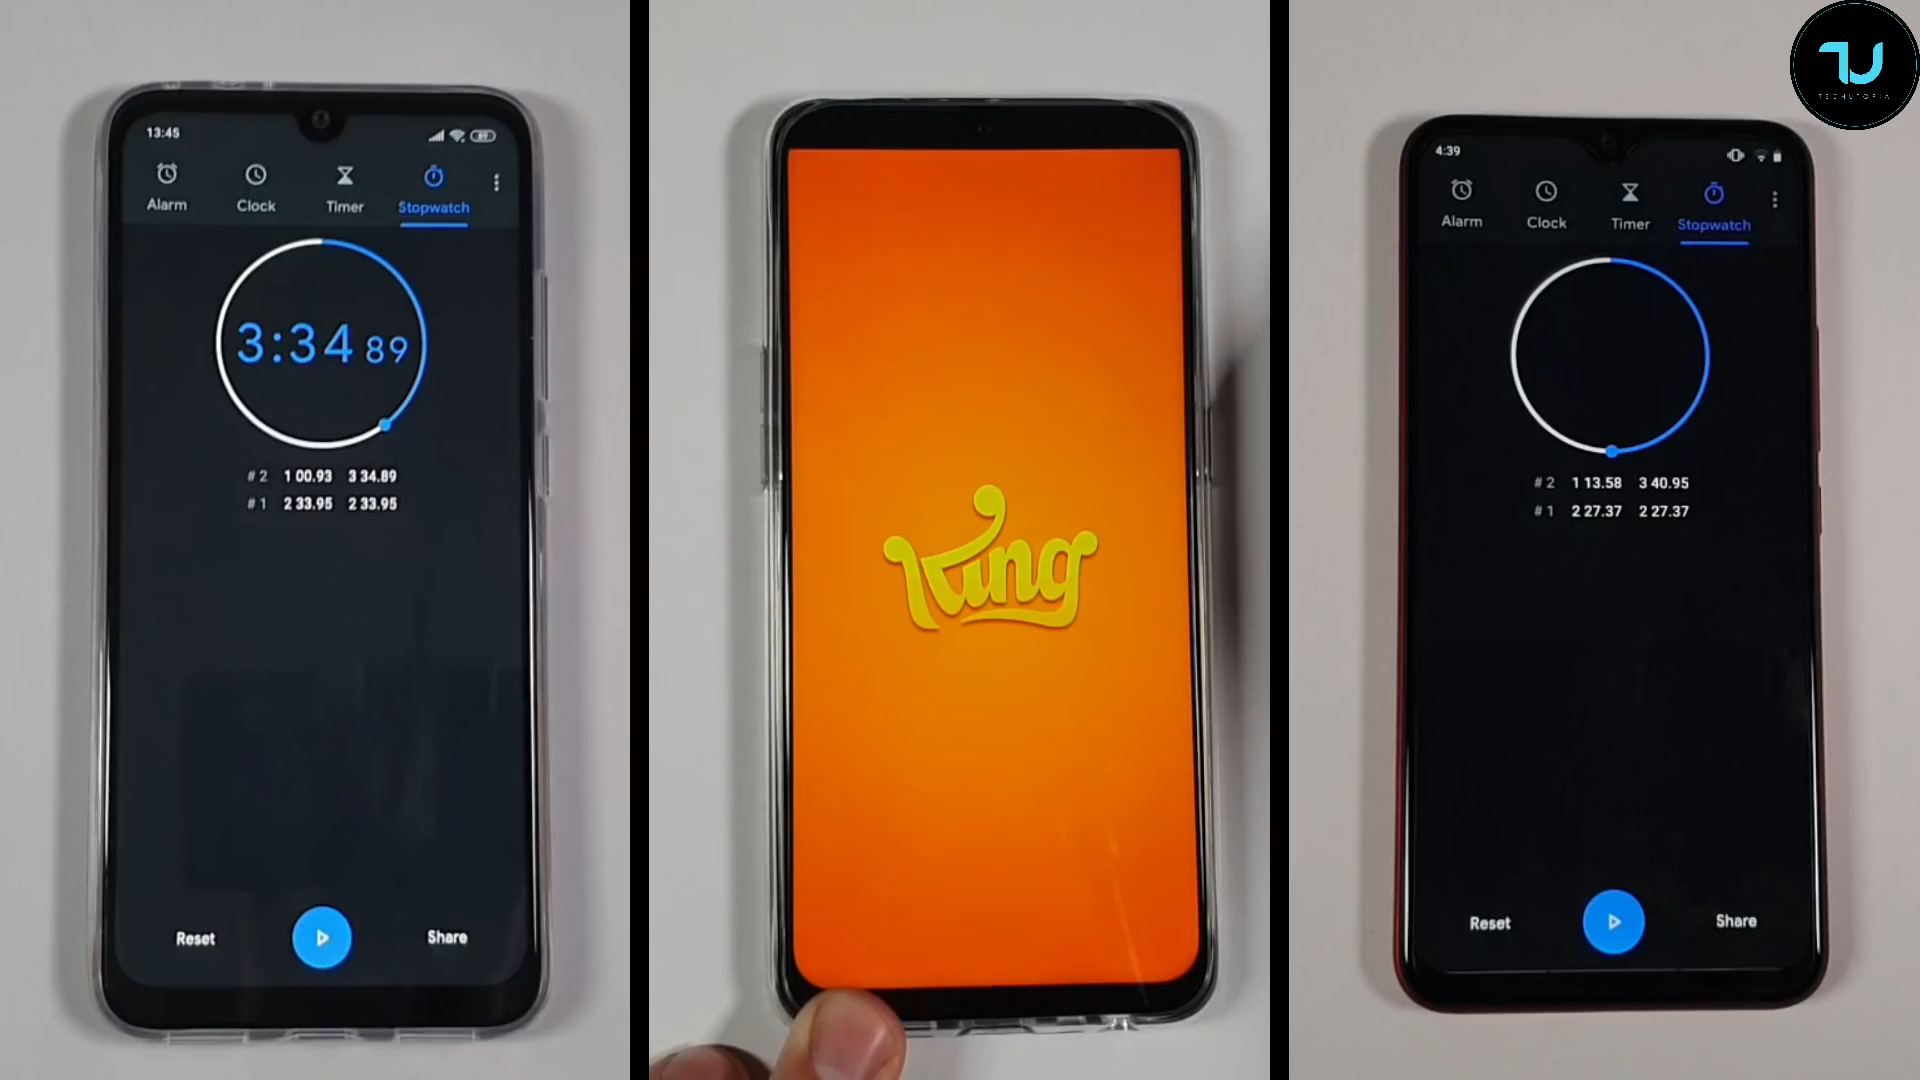 13:45
89
Alarm
Clock
Timer
Stopwatch
3:34 89
# 2 1 00.93 3 34.89
# 1 2 33.95 2 33.95
Reset
Share
King
TECHUTOPIA
4:39
Alarm
Clock
Timer
Stopwatch
# 2 1 13.58 3 40.95
# 1 2 27.37 2 27.37
Reset
Share